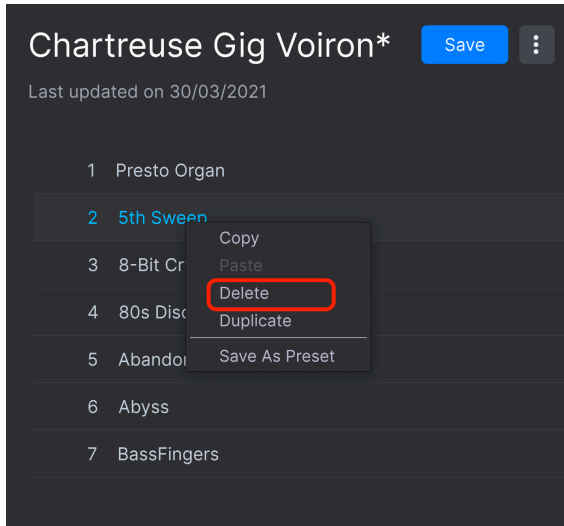 Chartreuse Gig Voiron* Save
Last updated on 30/03/2021
1 Presto Organ
2 5th Sweep
Copy
3 8-Bit Cr
Paste
Delete
4 80s Disc
Duplicate
5 Abandon
Save As Preset
6 Abyss
7 BassFingers